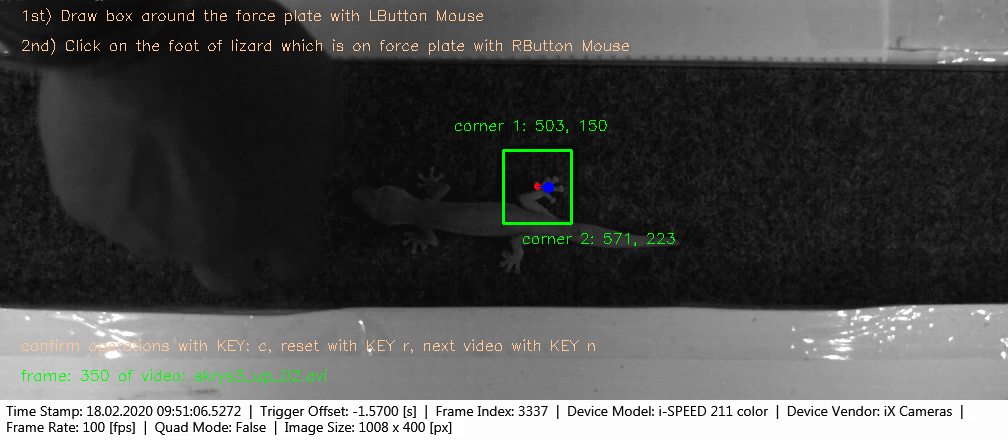 1st) Draw box around the force plate with LButton Mouse
2nd) Click on the foot of lizard which is on force plate with RButton Mouse
corner 1: 503, 150
corner 2: 571, 223
confirm operations with KEY: c, reset with KEY r, next video with KEY n
frame: 350 of video:
Time Stamp: 18.02.2020 09:51:06.5272 | Trigger Offset: -1.5700 [s] | Frame Index: 3337 | Device Model: i-SPEED 211 color | Device Vendor: iX Cameras |
Frame Rate: 100 [fps] | Quad Mode: False | Image Size: 1008 x 400 [px]